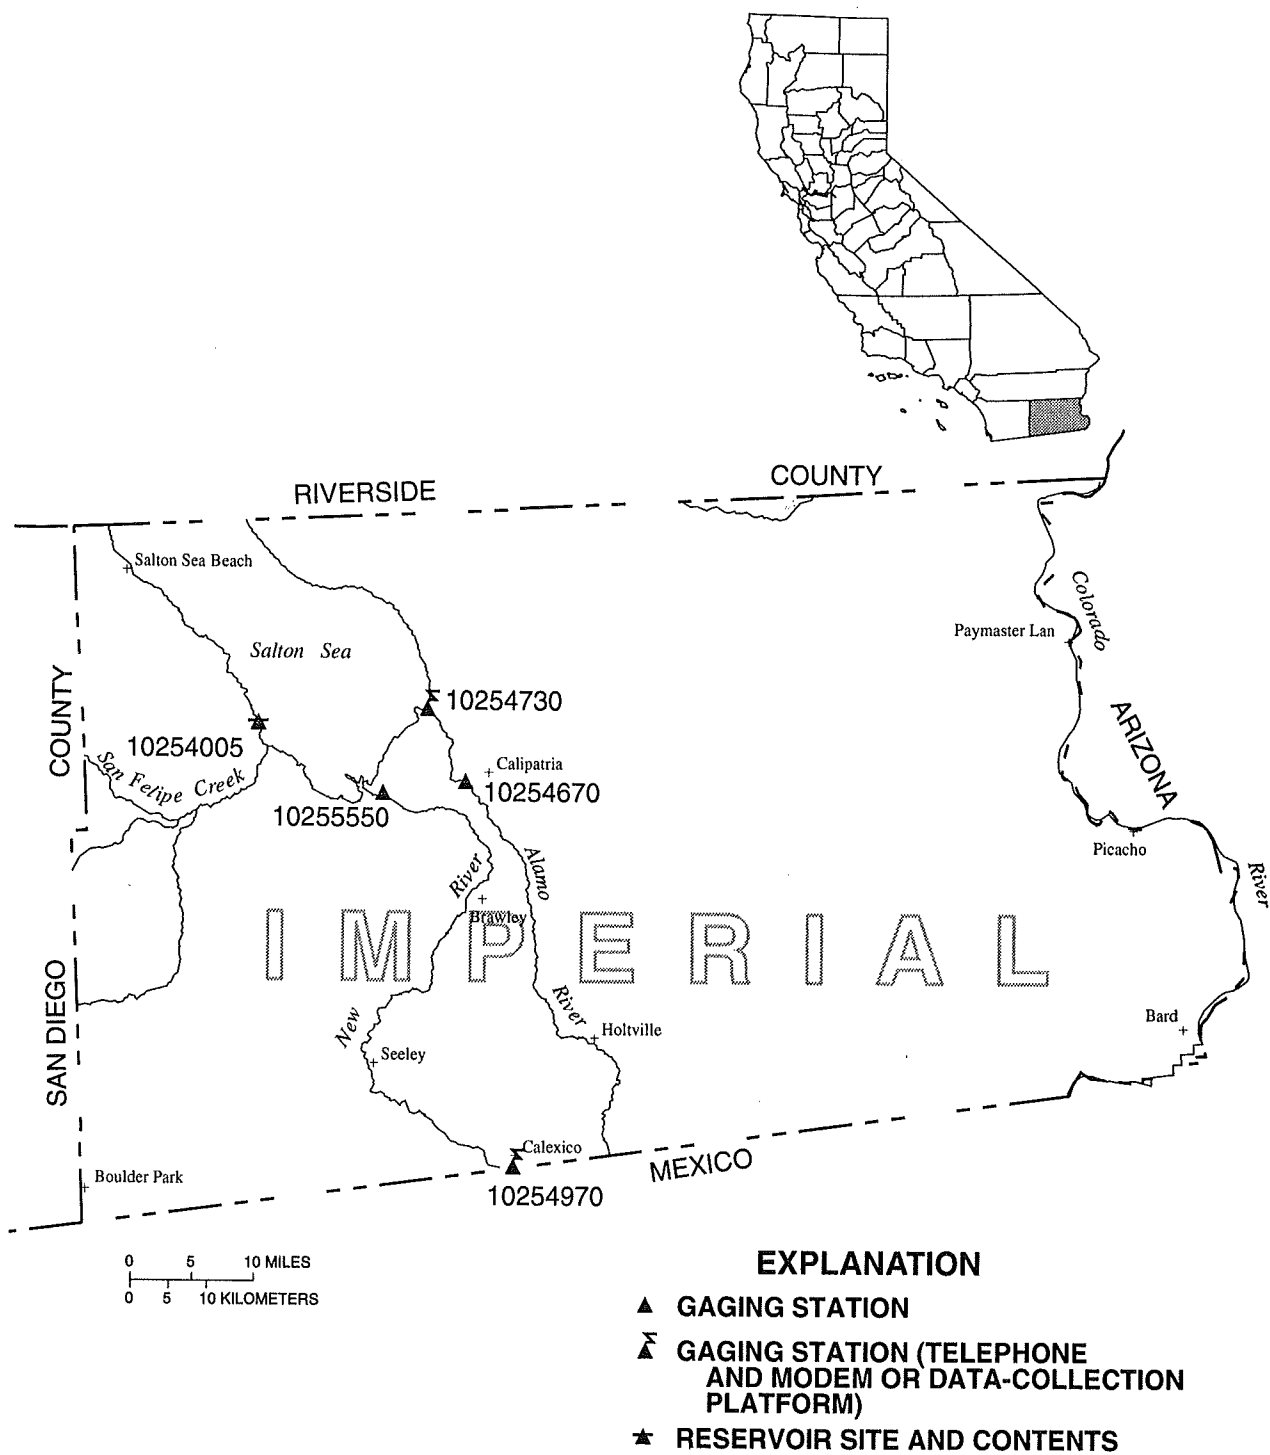 RIVERSIDE
COUNTY
Salton Sea Beach
Salton Sea
Colorado
Paymaster Lan
COUNTY
10254730
ARIZONA
10254005
San Felipe Creek
Calipatria
10254670
10255550
Picacho
River
Alamo
River
Brawley
IMPERIAL
SAN DIEGO
New
River
Holtville
Bard
Seeley
Calexico
MEXICO
Boulder Park
10254970
0 5 10 MILES
0 5 10 KILOMETERS
EXPLANATION
GAGING STATION
GAGING STATION (TELEPHONE
AND MODEM OR DATA-COLLECTION
PLATFORM)
RESERVOIR SITE AND CONTENTS